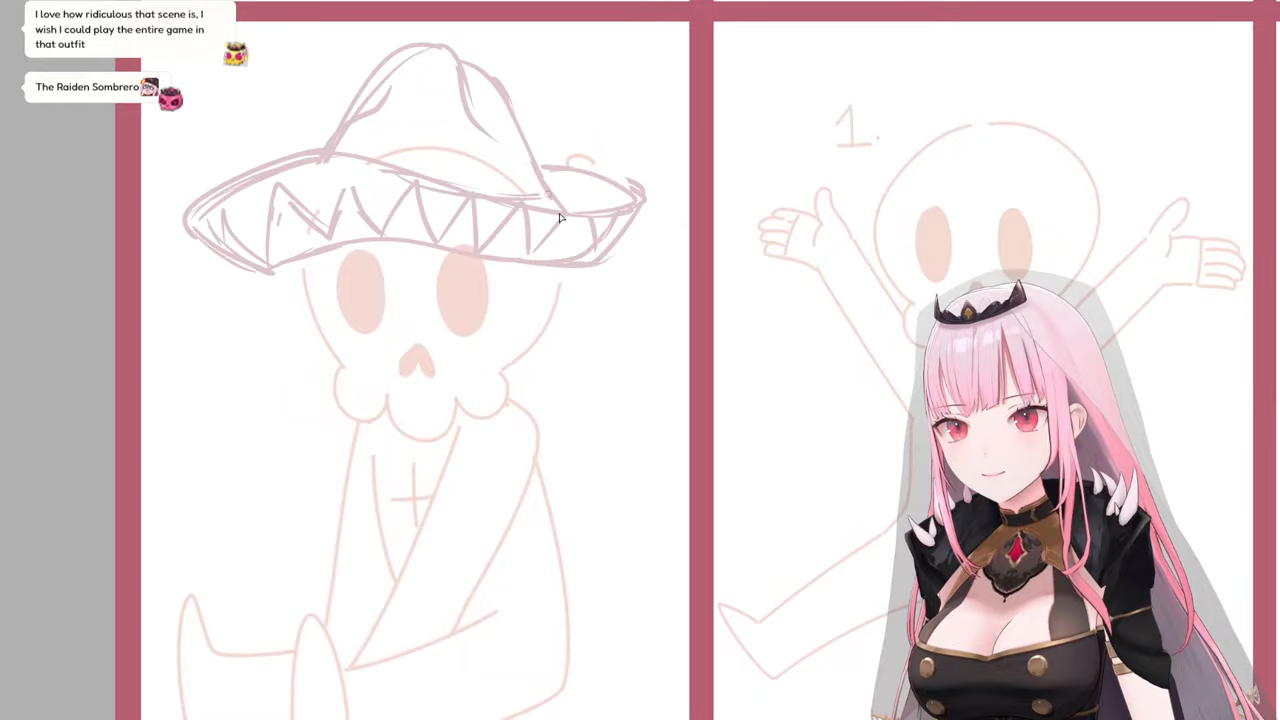 I love how ridiculous that scene is, I
wish I could play the entire game in
that outfit
The Raiden Sombrero
1.